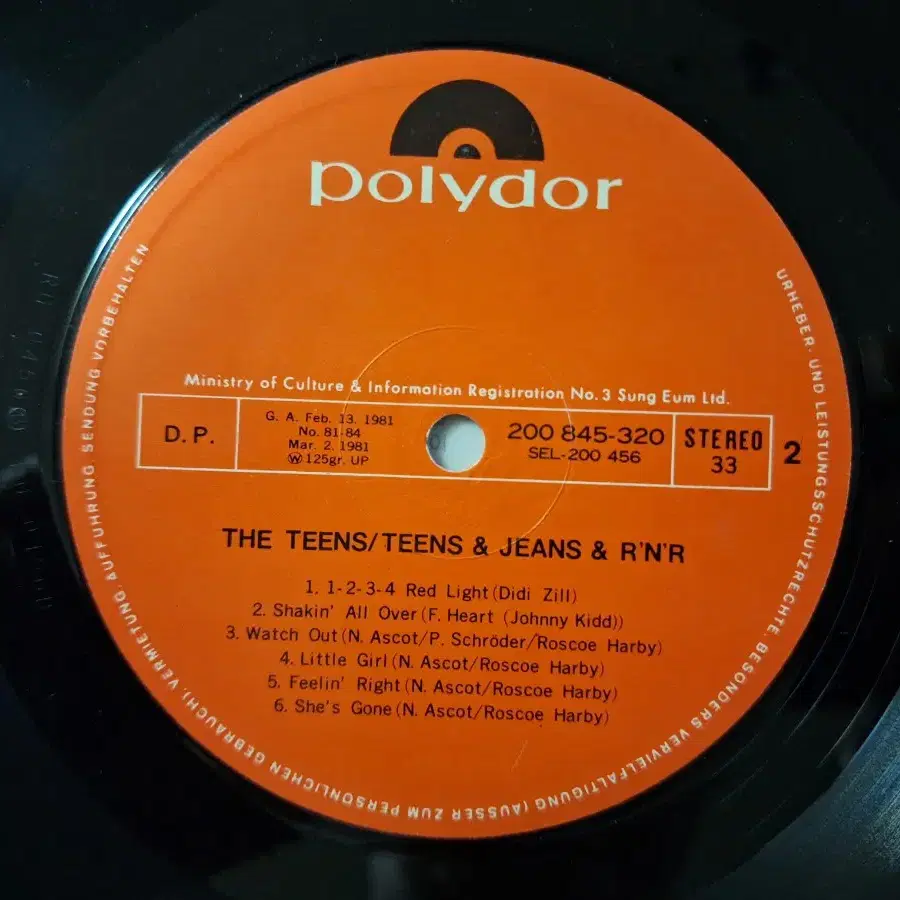 polydor
Ministry of Culture & Information Registration No. 3 Sung Eum Ltd.
D. P.
G. A. Feb. 13. 1981
No. 81-84
Mar. 2. 1981
Ⓦ 125gr. UP
200 845-320
SEL-200 456
STEREO
33
2
THE TEENS/TEENS & JEANS & R'N'R
1. 1-2-3-4 Red Light (Didi Zill)
2. Shakin' All Over (F. Heart (Johnny Kidd))
3. Watch Out (N. Ascot/P. Schröder/Roscoe Harby)
4. Little Girl (N. Ascot/Roscoe Harby)
5. Feelin' Right (N. Ascot/Roscoe Harby)
6. She's Gone (N. Ascot/Roscoe Harby)
URHEBER- UND LEISTUNGSSCHUTZRECHTE, BESONDERS VERVIELFALTIGUNG (AUSSER ZUM PERSONLICHEN GEBRAUCH), VERMIETUNG, AUFFUHRUNG, SENDUNG VORBEHALTEN